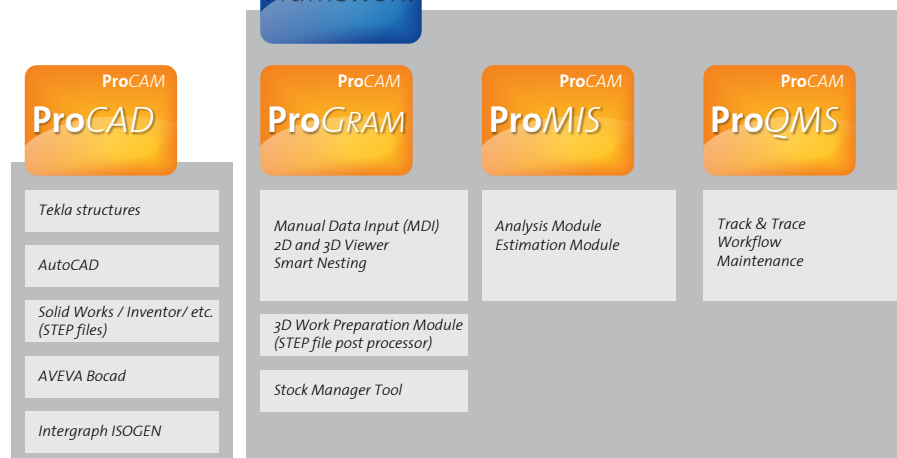 ProCAM
ProCAD
Tekla structures
AutoCAD
Solid Works / Inventor/ etc.
(STEP files)
AVEVA Bocad
Intergraph ISOGEN
ProCAM
ProGRAM
Manual Data Input (MDI)
2D and 3D Viewer
Smart Nesting
3D Work Preparation Module
(STEP file post processor)
Stock Manager Tool
ProCAM
ProMIS
Analysis Module
Estimation Module
ProCAM
ProQMS
Track & Trace
Workflow
Maintenance